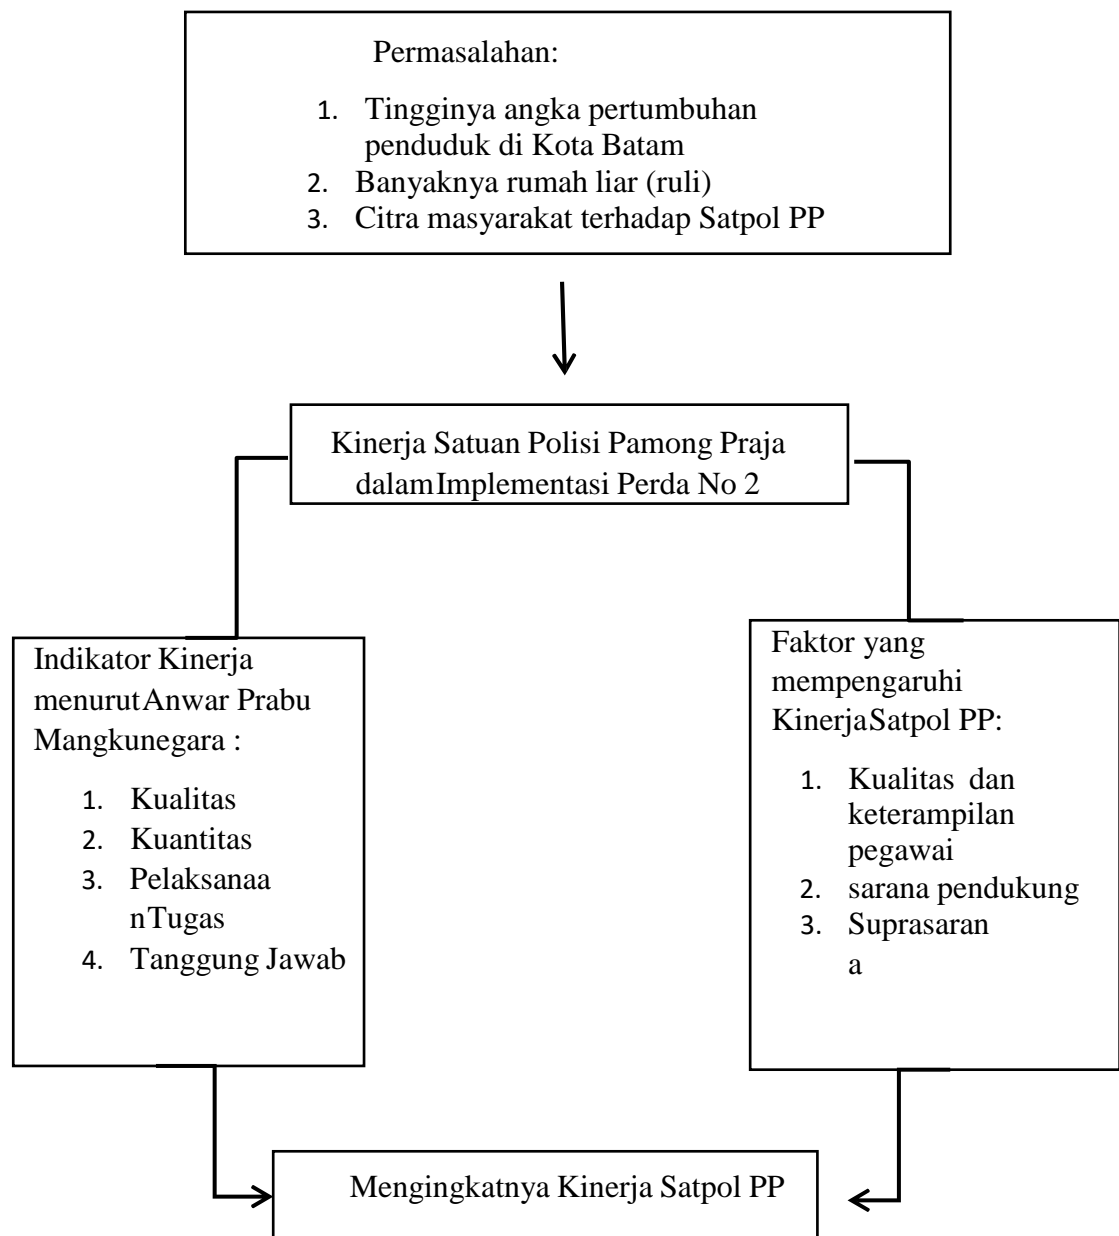 Permasalahan:
1. Tingginya angka pertumbuhan
penduduk di Kota Batam
2. Banyaknya rumah liar (ruli)
3. Citra masyarakat terhadap Satpol PP
Kinerja Satuan Polisi Pamong Praja
dalamImplementasi Perda No 2
Indikator Kinerja
menurutAnwar Prabu
Mangkunegara :
1. Kualitas
2. Kuantitas
3. Pelaksanaa
nTugas
4. Tanggung Jawab
Faktor yang
mempengaruhi
KinerjaSatpol PP:
1. Kualitas dan
keterampilan
pegawai
2. sarana pendukung
3. Suprasaran
a
Mengingkatnya Kinerja Satpol PP